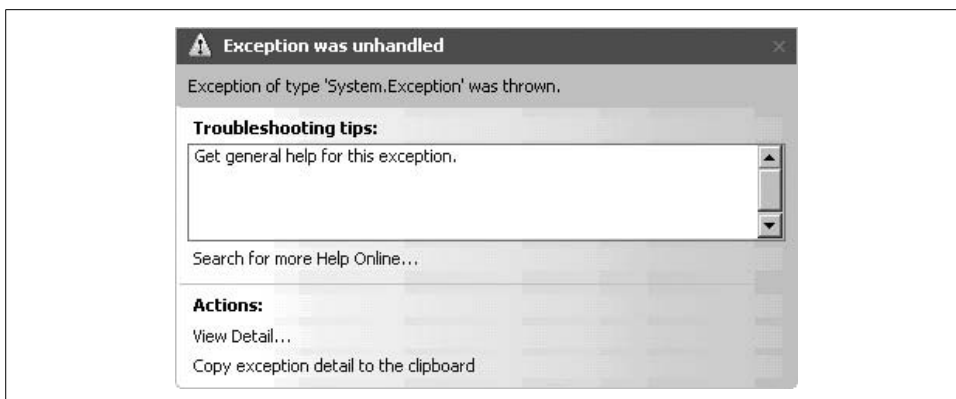 Exception was unhandled
Exception of type 'System.Exception' was thrown.
Troubleshooting tips:
Get general help for this exception.
Search for more Help Online...
Actions:
View Detail...
Copy exception detail to the clipboard